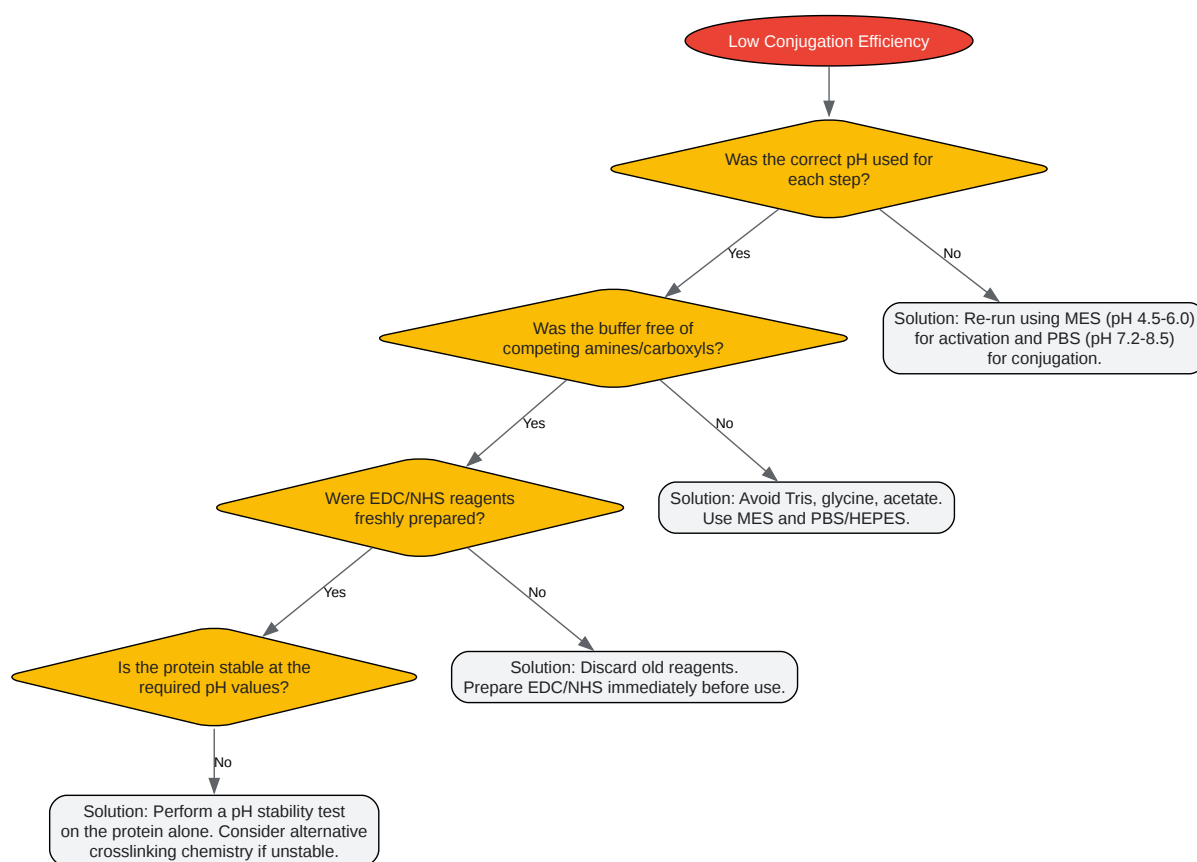 Low Conjugation Efficiency
Was the correct pH used for
each step?
Yes
No
Was the buffer free of
competing amines/carboxyls?
Solution: Re-run using MES (pH 4.5-6.0)
for activation and PBS (pH 7.2-8.5)
for conjugation.
Yes
No
Were EDC/NHS reagents
freshly prepared?
Solution: Avoid Tris, glycine, acetate.
Use MES and PBS/HEPES.
Yes
No
Is the protein stable at the
required pH values?
Solution: Discard old reagents.
Prepare EDC/NHS immediately before use.
No
Solution: Perform a pH stability test
on the protein alone. Consider alternative
crosslinking chemistry if unstable.